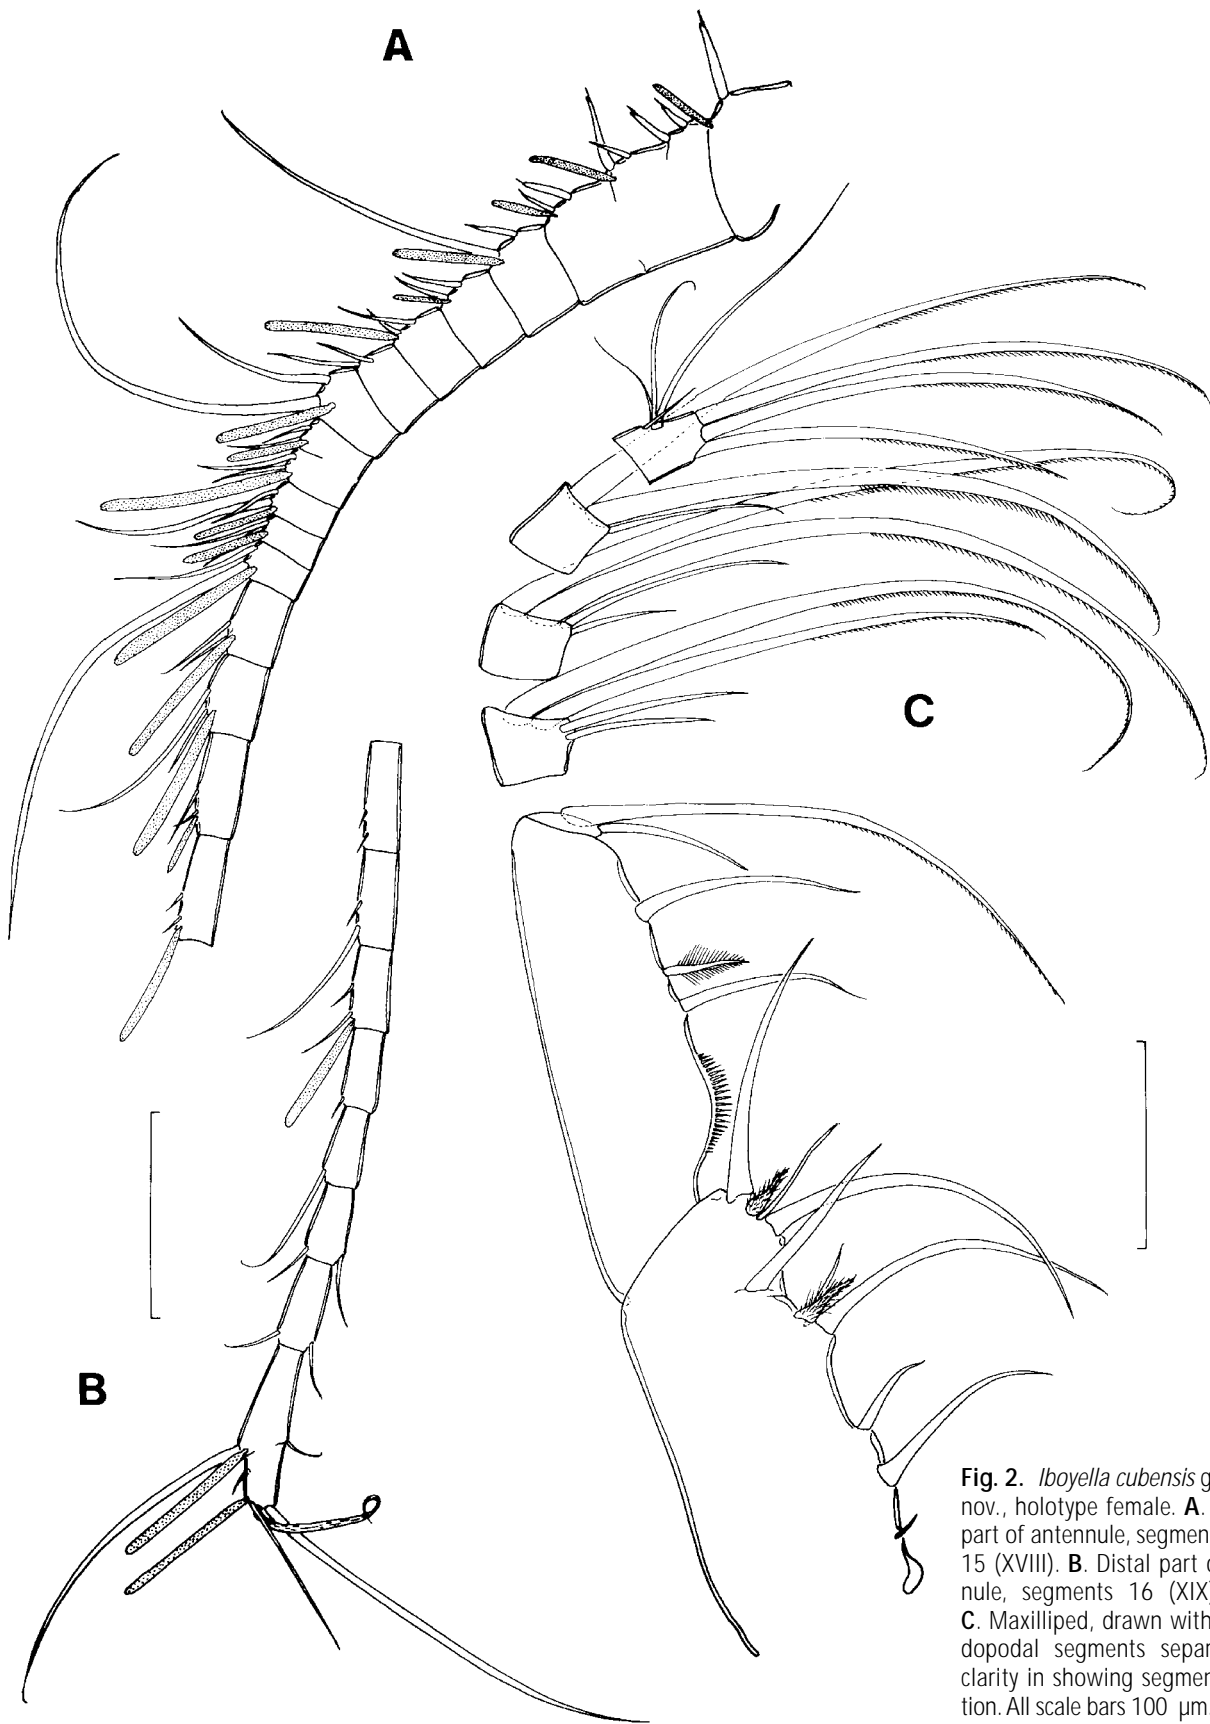 A
C
B
Fig. 2. Iboyella cubensis g
nov., holotype female. A.
part of antennule, segmen
15 (XVIII). B. Distal part
nule, segments 16 (XIX)
C. Maxilliped, drawn with
dopodal segments separ
clarity in showing segmen
tion. All scale bars 100 µm.